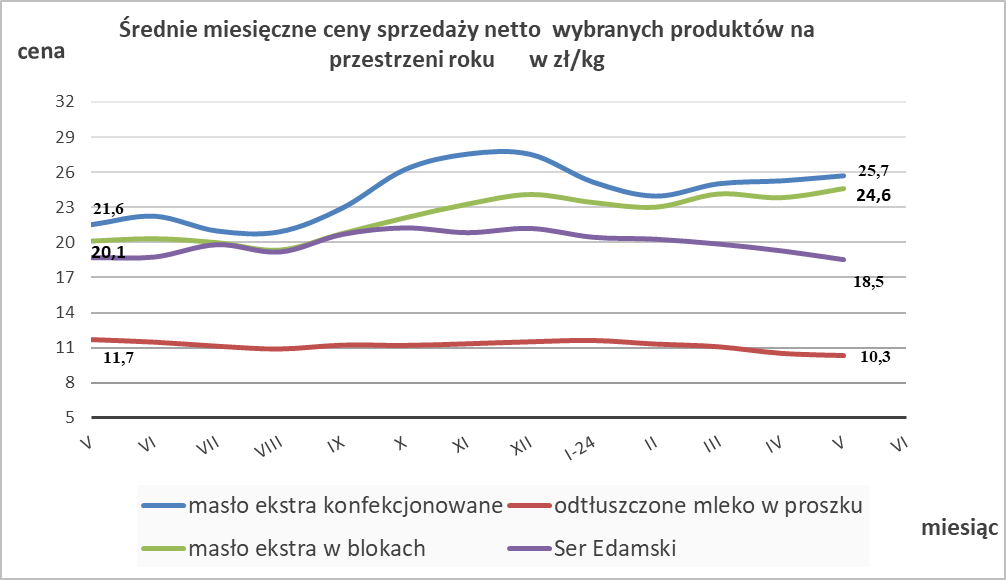 Średnie miesięczne ceny sprzedaży netto wybranych produktów na
przestrzeni roku w zł/kg
cena
32
29
26
23
20
17
14
11
8
5
21,6
20,1
11,7
25,7
24,6
18,5
10,3
V VI VII VIII IX X XI XII I-24 II III IV V VI
masło ekstra konfekcjonowane odtłuszczone mleko w proszku
masło ekstra w blokach Ser Edamski
miesiąc